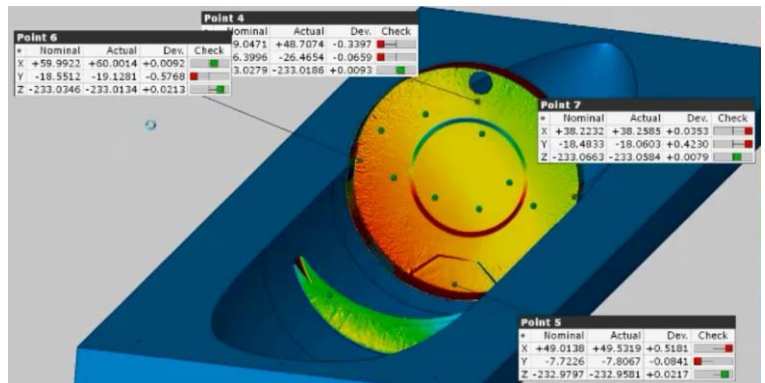 Point 4
Nominal Actual Dev. Check
9.0471 +48.7074 -0.3397
6.3996 -26.4654 -0.0659
3.0279 -233.0186 +0.0093
Point 6
Nominal Actual Dev. Check
X +59.9922 +60.0014 +0.0092
Y -18.5512 -19.1281 -0.5768
Z -233.0346 -233.0134 +0.0213
Point 7
Nominal Actual Dev. Check
X +38.2232 +38.2585 +0.0353
Y -18.4833 -18.0603 +0.4230
Z -233.0663 -233.0584 +0.0079
Point 5
Nominal Actual Dev. Check
X +49.0138 +49.5319 +0.5181
Y -7.7226 -7.8067 -0.0841
Z -232.9797 -232.9581 +0.0217